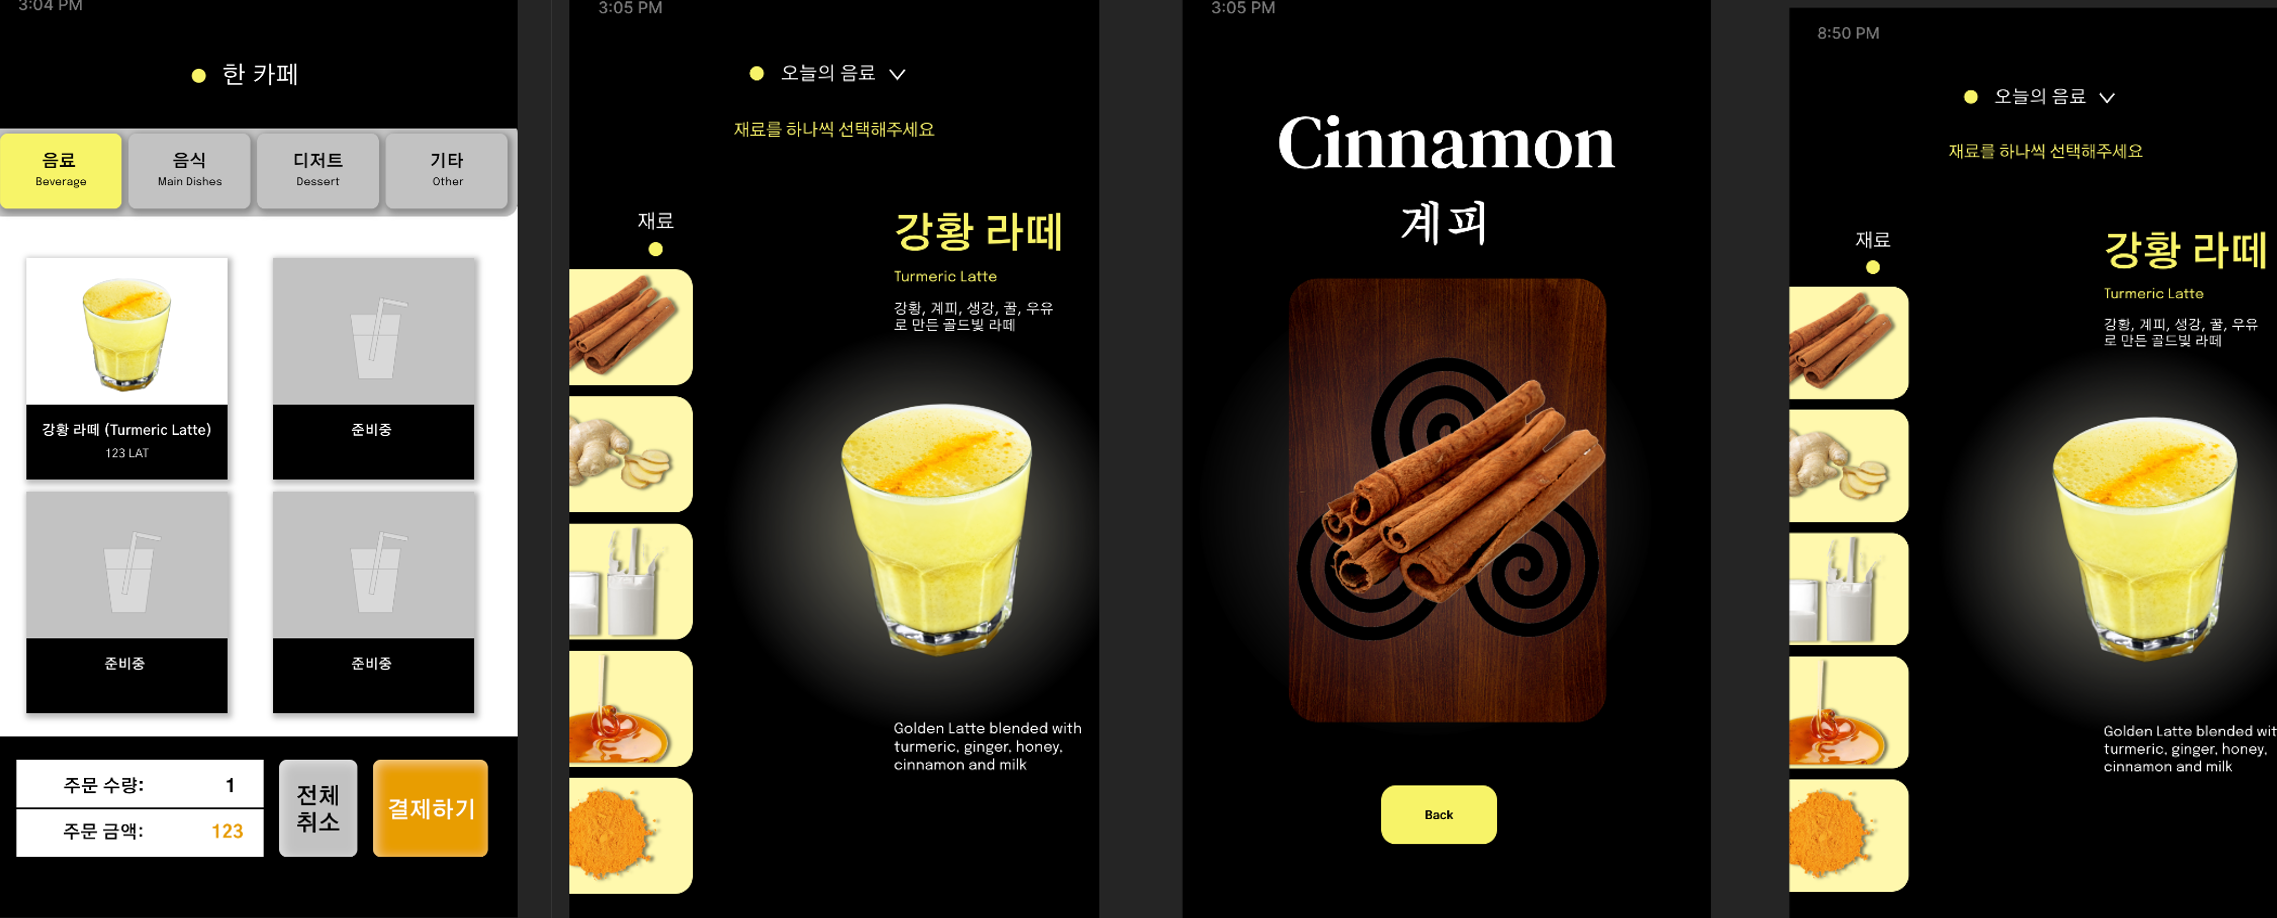 3:04 PM
한 카페
음료
Beverage
음식
Main Dishes
디저트
Dessert
기타
Other
강황 라떼 (Turmeric Latte)
123 LAT
준비중
준비중
준비중
주문 수량: 1
주문 금액: 123
전체
취소
결제하기
3:05 PM
오늘의 음료
재료를 하나씩 선택해주세요
재료
강황 라떼
Turmeric Latte
강황, 계피, 생강, 꿀, 우유
로 만든 골드빛 라떼
Golden Latte blended with
turmeric, ginger, honey,
cinnamon and milk
3:05 PM
Cinnamon
계피
Back
8:50 PM
오늘의 음료
재료를 하나씩 선택해주세요
재료
강황 라떼
Turmeric Latte
강황, 계피, 생강, 꿀, 우유
로 만든 골드빛 라떼
Golden Latte blended wit
turmeric, ginger, honey,
cinnamon and milk